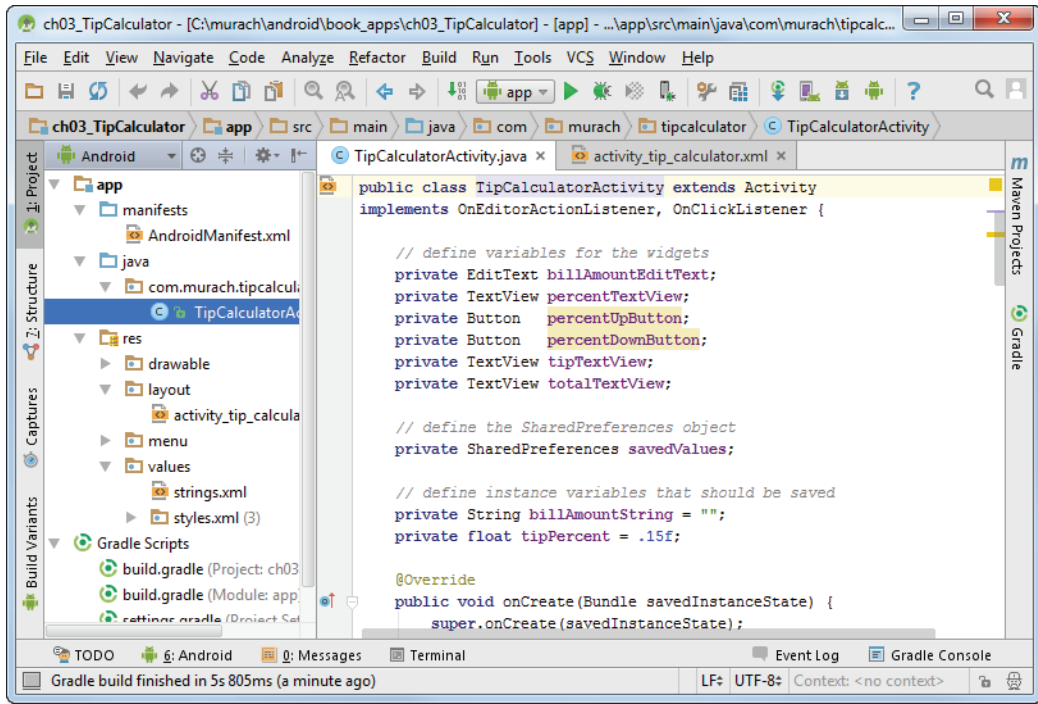 ch03_TipCalculator - [C:\murach\android\book_apps\ch03_TipCalculator] - [app] - ...\app\src\main\java\com\murach\tipcalc...
File Edit View Navigate Code Analyze Refactor Build Run Tools VCS Window Help
app
ch03_TipCalculator app src main java com murach tipcalculator TipCalculatorActivity
1: Project
7: Structure
Captures
Build Variants
Android
app
manifests
AndroidManifest.xml
java
com.murach.tipcalcul
TipCalculatorAc
res
drawable
layout
activity_tip_calcula
menu
values
strings.xml
styles.xml (3)
Gradle Scripts
build.gradle (Project: ch03
build.gradle (Module: app)
settings.gradle (Project Set
TipCalculatorActivity.java activity_tip_calculator.xml
public class TipCalculatorActivity extends Activity
implements OnEditorActionListener, OnClickListener {
// define variables for the widgets
private EditText billAmountEditText;
private TextView percentTextView;
private Button percentUpButton;
private Button percentDownButton;
private TextView tipTextView;
private TextView totalTextView;
// define the SharedPreferences object
private SharedPreferences savedValues;
// define instance variables that should be saved
private String billAmountString = "";
private float tipPercent = .15f;
@Override
public void onCreate(Bundle savedInstanceState) {
super.onCreate(savedInstanceState);
Maven Projects
Gradle
TODO 6: Android 0: Messages Terminal Event Log Gradle Console
Gradle build finished in 5s 805ms (a minute ago) LF UTF-8 Context: <no context>